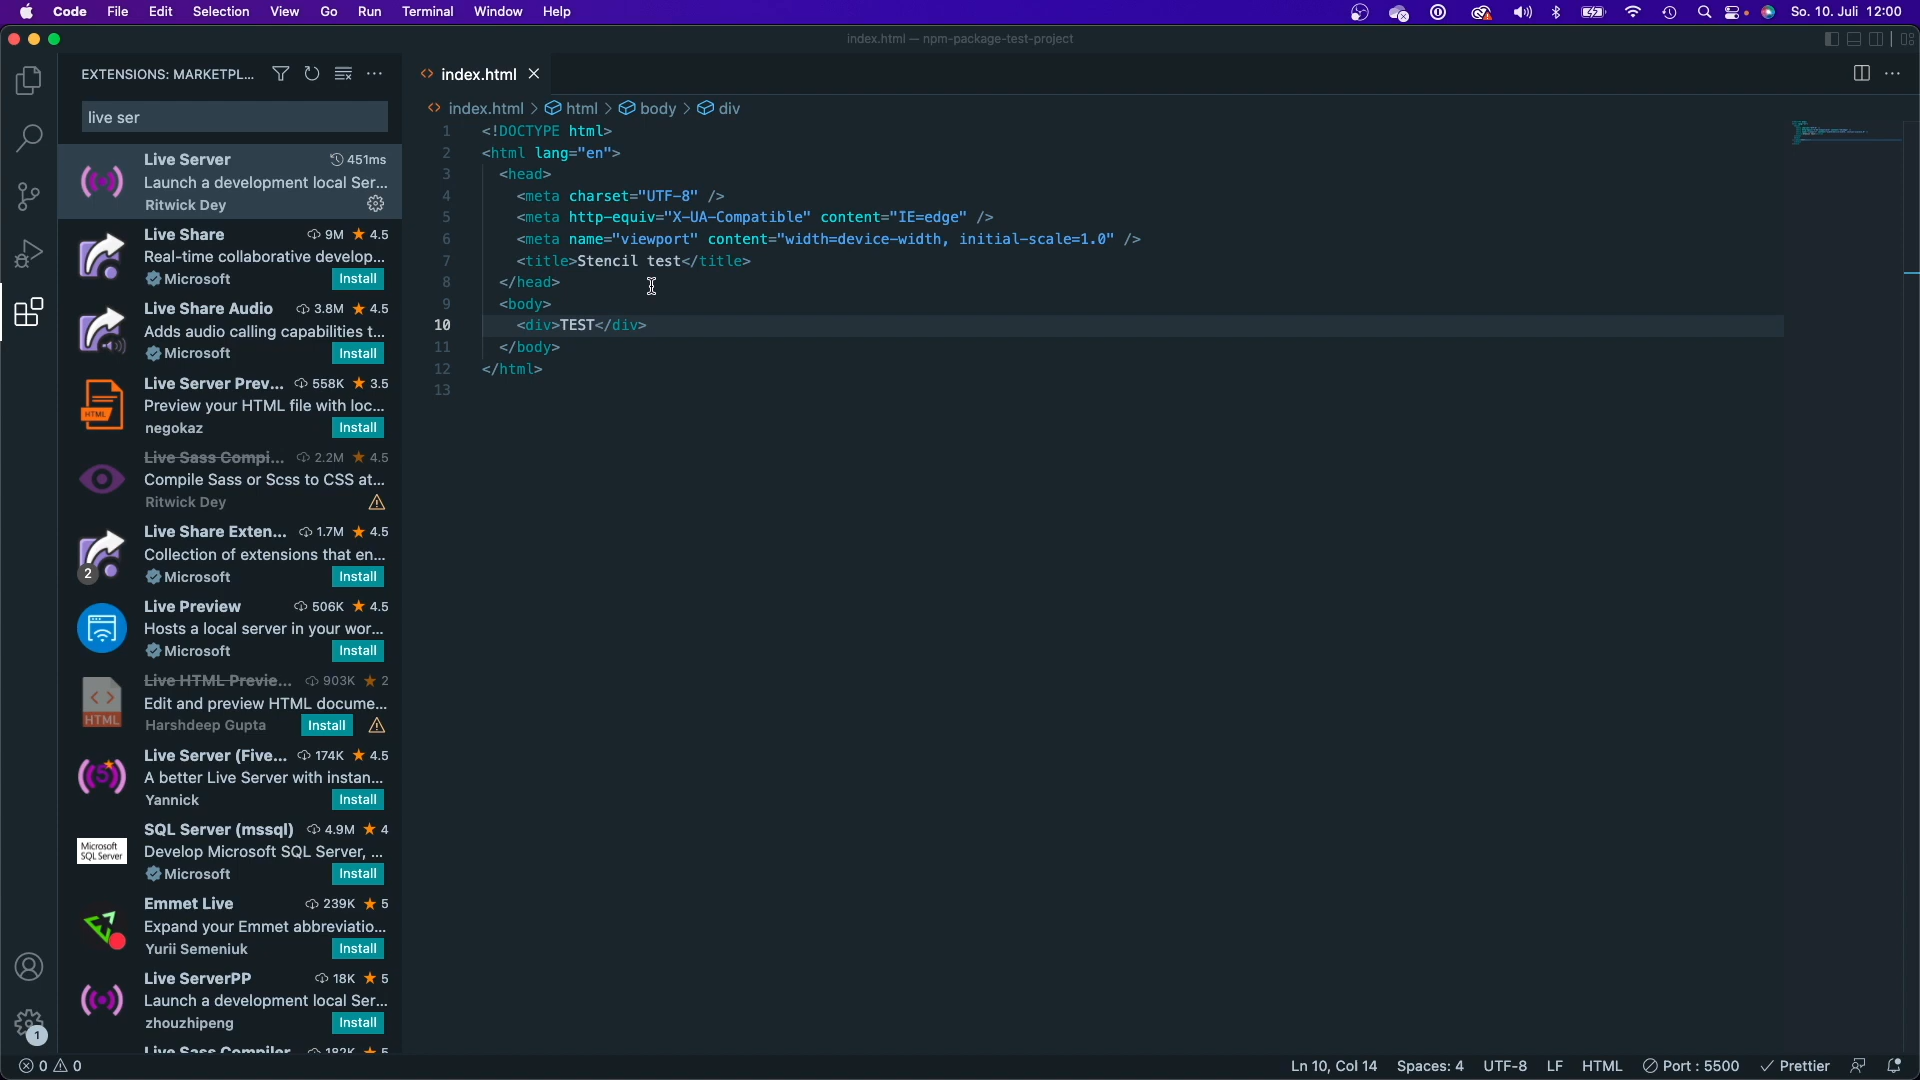 Code File Edit Selection View Go Run Terminal Window Help So. 10. Juli 12:00
index.html — npm-package-test-project
EXTENSIONS: MARKETPL...
live ser
Live Server 451ms
Launch a development local Ser...
Ritwick Dey
Live Share 9M 4.5
Real-time collaborative develop...
Microsoft Install
Live Share Audio 3.8M 4.5
Adds audio calling capabilities t...
Microsoft Install
Live Server Prev... 558K 3.5
Preview your HTML file with loc...
negokaz Install
HTML
Live Sass Compi... 2.2M 4.5
Compile Sass or Scss to CSS at...
Ritwick Dey
Live Share Exten... 1.7M 4.5
Collection of extensions that en...
2
Microsoft Install
Live Preview 506K 4.5
Hosts a local server in your wor...
Microsoft Install
Live HTML Previe... 903K 2
Edit and preview HTML docume...
HTML
Harshdeep Gupta Install
Live Server (Five... 174K 4.5
5
A better Live Server with instan...
Yannick Install
SQL Server (mssql) 4.9M 4
Microsoft
SQL Server
Develop Microsoft SQL Server, ...
Microsoft Install
Emmet Live 239K 5
Expand your Emmet abbreviatio...
Yurii Semeniuk Install
Live ServerPP 18K 5
Launch a development local Ser...
zhouzhipeng Install
Live Sass Compiler 182K 5
1
index.html
index.html > html > body > div
1 <!DOCTYPE html>
2 <html lang="en">
3 <head>
4 <meta charset="UTF-8" />
5 <meta http-equiv="X-UA-Compatible" content="IE=edge" />
6 <meta name="viewport" content="width=device-width, initial-scale=1.0" />
7 <title>Stencil test</title>
8 </head>
9 <body>
10 <div>TEST</div>
11 </body>
12 </html>
13
0 0 Ln 10, Col 14 Spaces: 4 UTF-8 LF HTML Port : 5500 Prettier